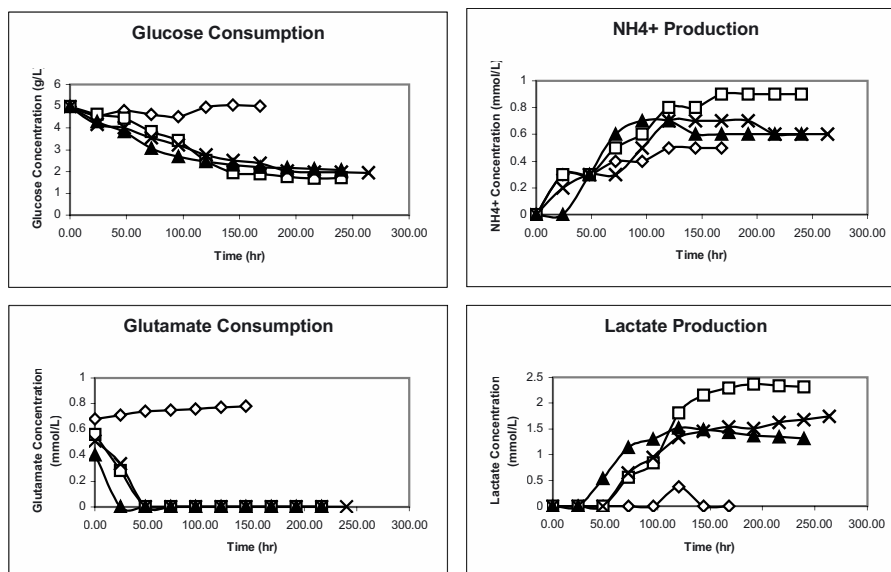 Glucose Consumption
Glucose Concentration (g/L)
6
5
4
3
2
1
0
0.00 50.00 100.00 150.00 200.00 250.00 300.00
Time (hr)
NH4+ Production
NH4+ Concentration (mmol/L)
1
0.8
0.6
0.4
0.2
0
0.00 50.00 100.00 150.00 200.00 250.00 300.00
Time (hr)
Glutamate Consumption
Glutamate Concentration
(mmol/L)
1
0.8
0.6
0.4
0.2
0
0.00 50.00 100.00 150.00 200.00 250.00 300.00
Time (hr)
Lactate Production
Lactate Concentration
(mmol/L)
2.5
2
1.5
1
0.5
0
0.00 50.00 100.00 150.00 200.00 250.00 300.00
Time (hr)